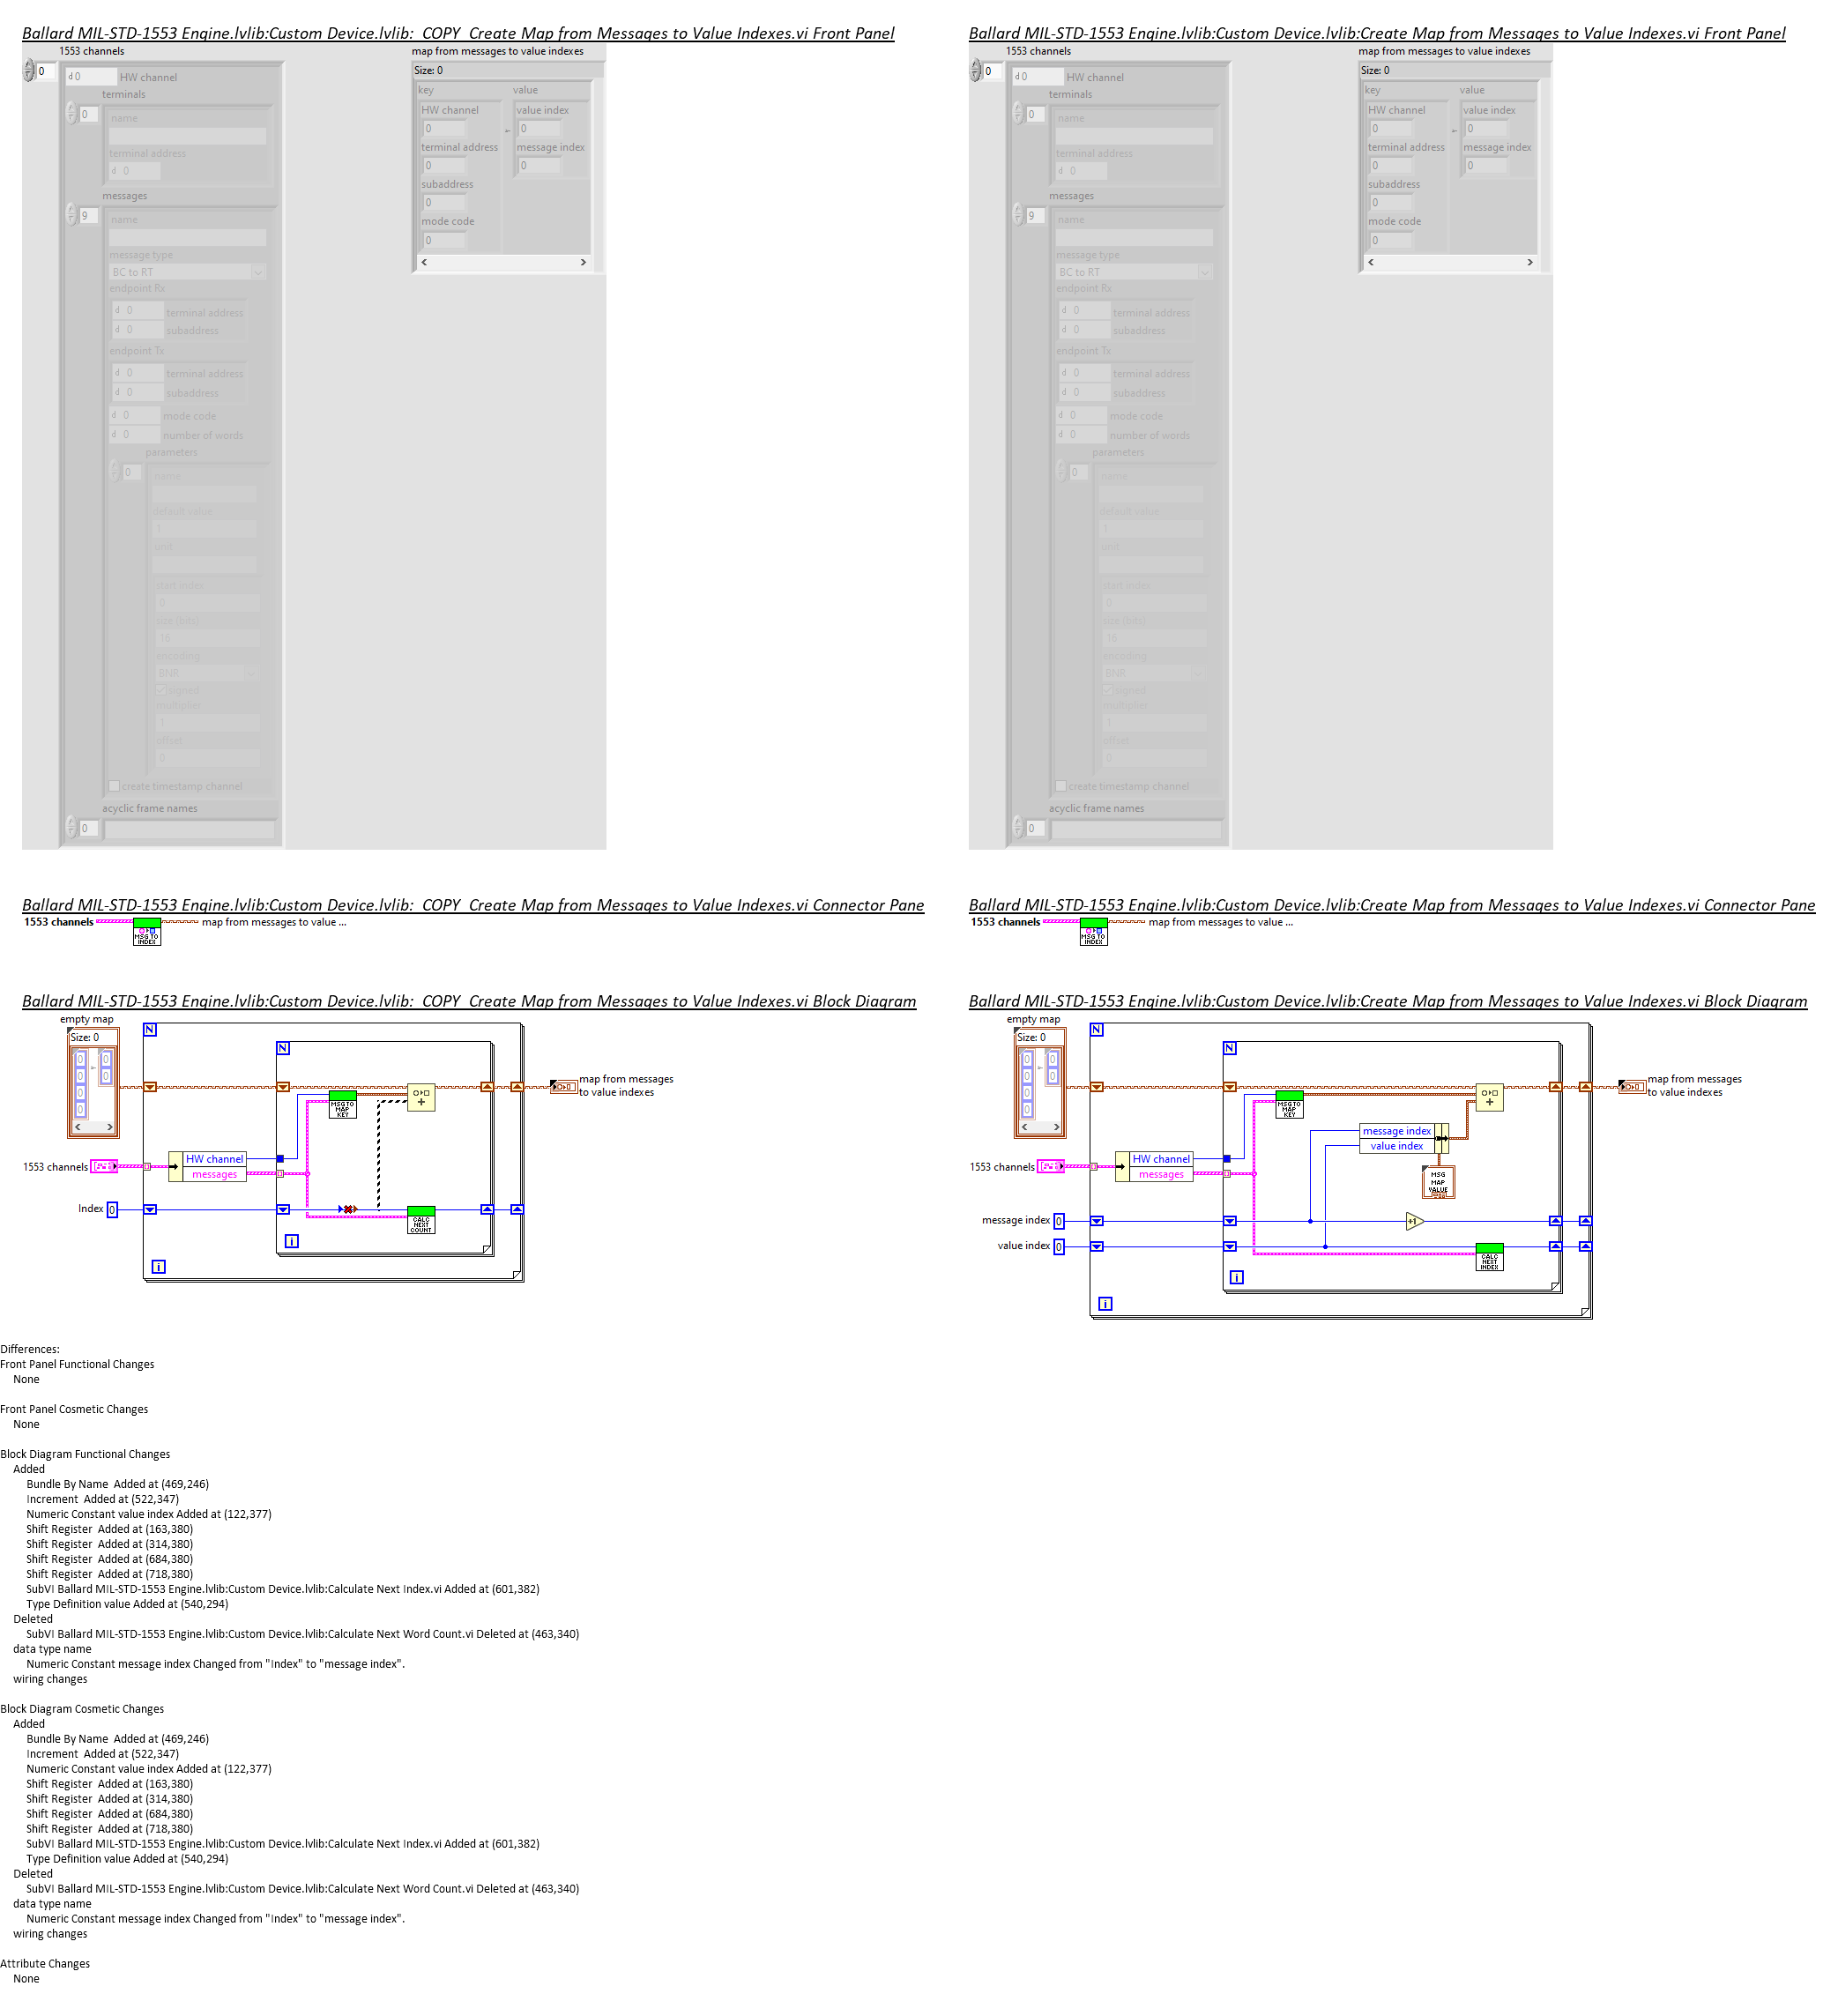 Ballard MIL-STD-1553 Engine.lvlib:Custom Device.lvlib:  COPY  Create Map from Messages to Value Indexes.vi Front Panel
1553 channels
0
d 0 HW channel
terminals
0
name
terminal address
d 0
messages
9
name
message type
BC to RT
endpoint Rx
d 0 terminal address
d 0 subaddress
endpoint Tx
d 0 terminal address
d 0 subaddress
d 0 mode code
d 0 number of words
parameters
0
name
default value
1
unit
start index
0
size (bits)
16
encoding
BNR
signed
multiplier
1
offset
0
create timestamp channel
acyclic frame names
0
map from messages to value indexes
Size: 0
key value
HW channel value index
0 0
terminal address message index
0 0
subaddress
0
mode code
0
Ballard MIL-STD-1553 Engine.lvlib:Custom Device.lvlib:Create Map from Messages to Value Indexes.vi Front Panel
1553 channels
0
d 0 HW channel
terminals
0
name
terminal address
d 0
messages
9
name
message type
BC to RT
endpoint Rx
d 0 terminal address
d 0 subaddress
endpoint Tx
d 0 terminal address
d 0 subaddress
d 0 mode code
d 0 number of words
parameters
0
name
default value
1
unit
start index
0
size (bits)
16
encoding
BNR
signed
multiplier
1
offset
0
create timestamp channel
acyclic frame names
0
map from messages to value indexes
Size: 0
key value
HW channel value index
0 0
terminal address message index
0 0
subaddress
0
mode code
0
Ballard MIL-STD-1553 Engine.lvlib:Custom Device.lvlib:  COPY  Create Map from Messages to Value Indexes.vi Connector Pane
1553 channels map from messages to value ...
MSG TO
INDEX
Ballard MIL-STD-1553 Engine.lvlib:Custom Device.lvlib:Create Map from Messages to Value Indexes.vi Connector Pane
1553 channels map from messages to value ...
MSG TO
INDEX
Ballard MIL-STD-1553 Engine.lvlib:Custom Device.lvlib:  COPY  Create Map from Messages to Value Indexes.vi Block Diagram
empty map
Size: 0
0 0
0 0
0
0
N
N
MSG TO
MAP
KEY
map from messages
to value indexes
1553 channels
HW channel
messages
Index 0
CALC
NEXT
COUNT
i
i
Ballard MIL-STD-1553 Engine.lvlib:Custom Device.lvlib:Create Map from Messages to Value Indexes.vi Block Diagram
empty map
Size: 0
0 0
0 0
0
0
N
N
MSG TO
MAP
KEY
map from messages
to value indexes
message index
value index
1553 channels
HW channel
messages
MSG
MAP
VALUE
message index 0
+1
value index 0
CALC
NEXT
INDEX
i
i
Differences:
Front Panel Functional Changes
None
Front Panel Cosmetic Changes
None
Block Diagram Functional Changes
Added
Bundle By Name  Added at (469,246)
Increment  Added at (522,347)
Numeric Constant value index Added at (122,377)
Shift Register  Added at (163,380)
Shift Register  Added at (314,380)
Shift Register  Added at (684,380)
Shift Register  Added at (718,380)
SubVI Ballard MIL-STD-1553 Engine.lvlib:Custom Device.lvlib:Calculate Next Index.vi Added at (601,382)
Type Definition value Added at (540,294)
Deleted
SubVI Ballard MIL-STD-1553 Engine.lvlib:Custom Device.lvlib:Calculate Next Word Count.vi Deleted at (463,340)
data type name
Numeric Constant message index Changed from "Index" to "message index".
wiring changes
Block Diagram Cosmetic Changes
Added
Bundle By Name  Added at (469,246)
Increment  Added at (522,347)
Numeric Constant value index Added at (122,377)
Shift Register  Added at (163,380)
Shift Register  Added at (314,380)
Shift Register  Added at (684,380)
Shift Register  Added at (718,380)
SubVI Ballard MIL-STD-1553 Engine.lvlib:Custom Device.lvlib:Calculate Next Index.vi Added at (601,382)
Type Definition value Added at (540,294)
Deleted
SubVI Ballard MIL-STD-1553 Engine.lvlib:Custom Device.lvlib:Calculate Next Word Count.vi Deleted at (463,340)
data type name
Numeric Constant message index Changed from "Index" to "message index".
wiring changes
Attribute Changes
None